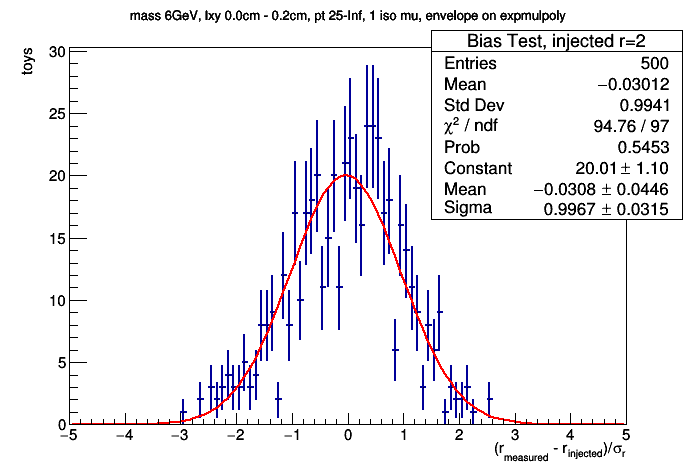 mass 6GeV, lxy 0.0cm - 0.2cm, pt 25-Inf, 1 iso mu, envelope on expmulpoly
toys
30
25
20
15
10
5
0
Bias Test, injected r=2
Entries 500
Mean −0.03012
Std Dev 0.9941
χ² / ndf 94.76 / 97
Prob 0.5453
Constant 20.01 ± 1.10
Mean −0.0308 ± 0.0446
Sigma 0.9967 ± 0.0315
−5 −4 −3 −2 −1 0 1 2 3 4 5
(r_measured - r_injected)/σ_r